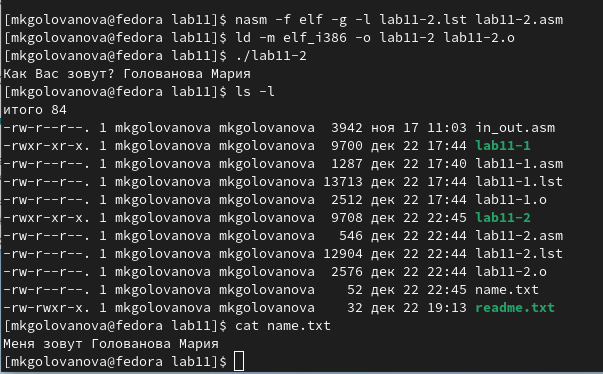 [mkgolovanova@fedora lab11]$ nasm -f elf -g -l lab11-2.lst lab11-2.asm
[mkgolovanova@fedora lab11]$ ld -m elf_i386 -o lab11-2 lab11-2.o
[mkgolovanova@fedora lab11]$ ./lab11-2
Как Вас зовут? Голованова Мария
[mkgolovanova@fedora lab11]$ ls -l
итого 84
-rw-r--r--. 1 mkgolovanova mkgolovanova  3942 ноя 17 11:03 in_out.asm
-rwxr-xr-x. 1 mkgolovanova mkgolovanova  9700 дек 22 17:44 lab11-1
-rw-r--r--. 1 mkgolovanova mkgolovanova  1287 дек 22 17:40 lab11-1.asm
-rw-r--r--. 1 mkgolovanova mkgolovanova 13713 дек 22 17:44 lab11-1.lst
-rw-r--r--. 1 mkgolovanova mkgolovanova  2512 дек 22 17:44 lab11-1.o
-rwxr-xr-x. 1 mkgolovanova mkgolovanova  9708 дек 22 22:45 lab11-2
-rw-r--r--. 1 mkgolovanova mkgolovanova   546 дек 22 22:44 lab11-2.asm
-rw-r--r--. 1 mkgolovanova mkgolovanova 12904 дек 22 22:44 lab11-2.lst
-rw-r--r--. 1 mkgolovanova mkgolovanova  2576 дек 22 22:44 lab11-2.o
-rw-r--r--. 1 mkgolovanova mkgolovanova    52 дек 22 22:45 name.txt
-rw-rwxr-x. 1 mkgolovanova mkgolovanova    32 дек 22 19:13 readme.txt
[mkgolovanova@fedora lab11]$ cat name.txt
Меня зовут Голованова Мария
[mkgolovanova@fedora lab11]$